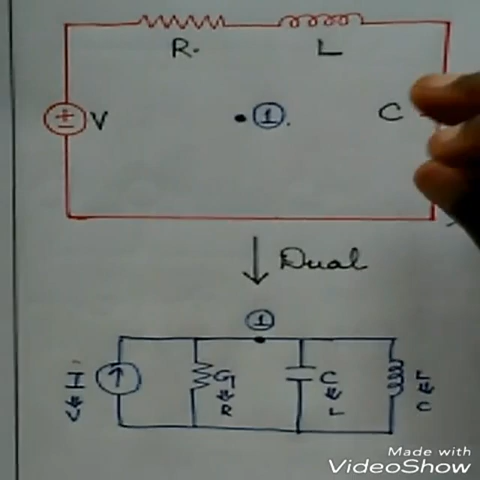 R.
L
± V
①.
C
↓ Dual
①
V → I
R → G
L → C
C → L
Made with
VideoShow